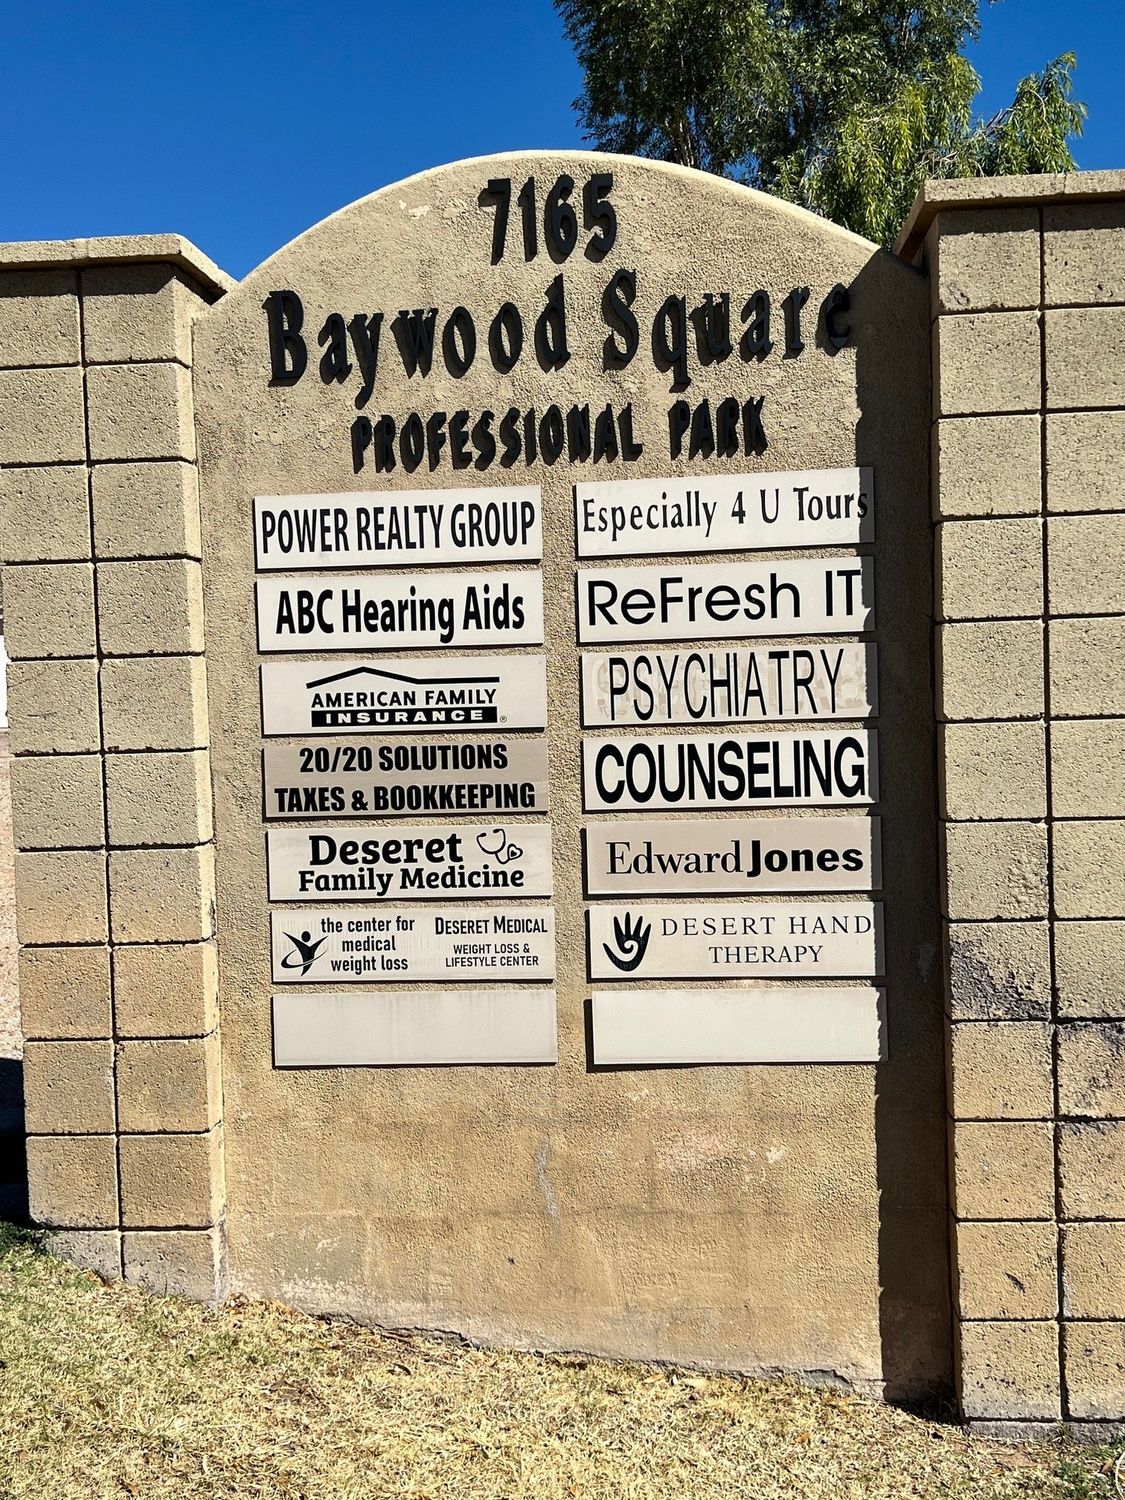 7165
Baywood Square
PROFESSIONAL PARK
POWER REALTY GROUP
ABC Hearing Aids
AMERICAN FAMILY
INSURANCE ®
20/20 SOLUTIONS
TAXES & BOOKKEEPING
Deseret
Family Medicine
the center for
medical
weight loss
DESERET MEDICAL
WEIGHT LOSS &
LIFESTYLE CENTER
Especially 4 U Tours
ReFresh IT
PSYCHIATRY
COUNSELING
Edward Jones
DESERT HAND
THERAPY